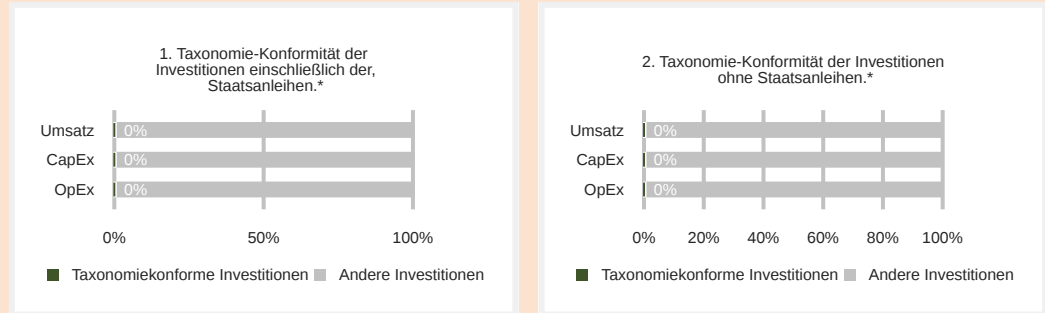 1. Taxonomie-Konformität der
Investitionen einschließlich der,
Staatsanleihen.*
Umsatz
0%
CapEx
0%
OpEx
0%
0%
50%
100%
Taxonomiekonforme Investitionen
Andere Investitionen
2. Taxonomie-Konformität der Investitionen
ohne Staatsanleihen.*
Umsatz
0%
CapEx
0%
OpEx
0%
0%
20%
40%
60%
80%
100%
Taxonomiekonforme Investitionen
Andere Investitionen